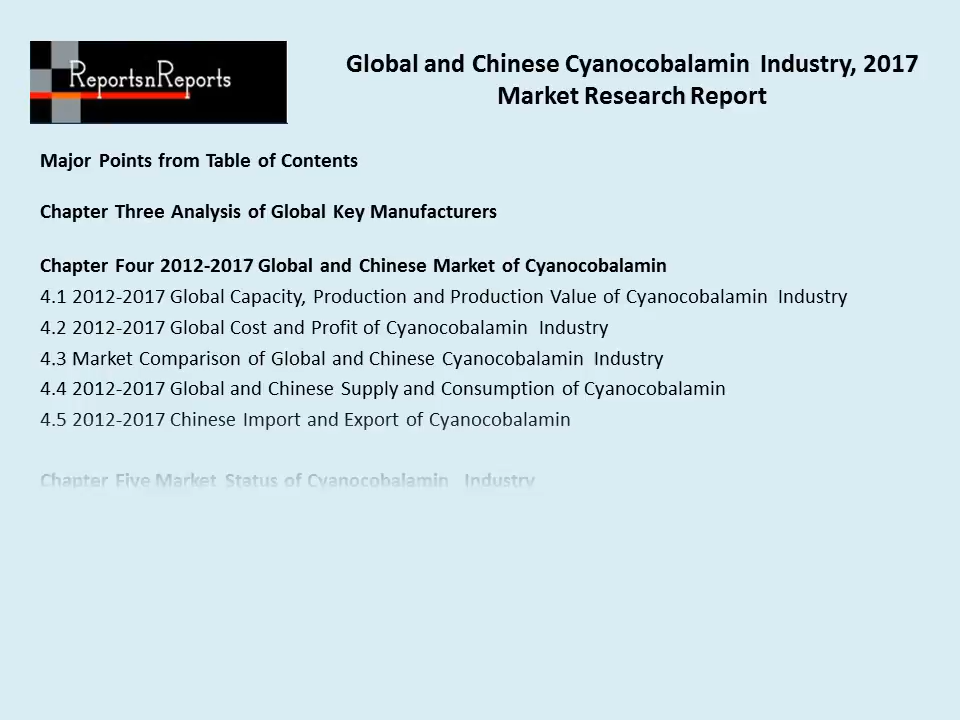 ReportsnReports
Global and Chinese Cyanocobalamin Industry, 2017
Market Research Report
Major Points from Table of Contents
Chapter Three Analysis of Global Key Manufacturers
Chapter Four 2012-2017 Global and Chinese Market of Cyanocobalamin
4.1 2012-2017 Global Capacity, Production and Production Value of Cyanocobalamin Industry
4.2 2012-2017 Global Cost and Profit of Cyanocobalamin Industry
4.3 Market Comparison of Global and Chinese Cyanocobalamin Industry
4.4 2012-2017 Global and Chinese Supply and Consumption of Cyanocobalamin
4.5 2012-2017 Chinese Import and Export of Cyanocobalamin
Chapter Five Market Status of Cyanocobalamin Industry